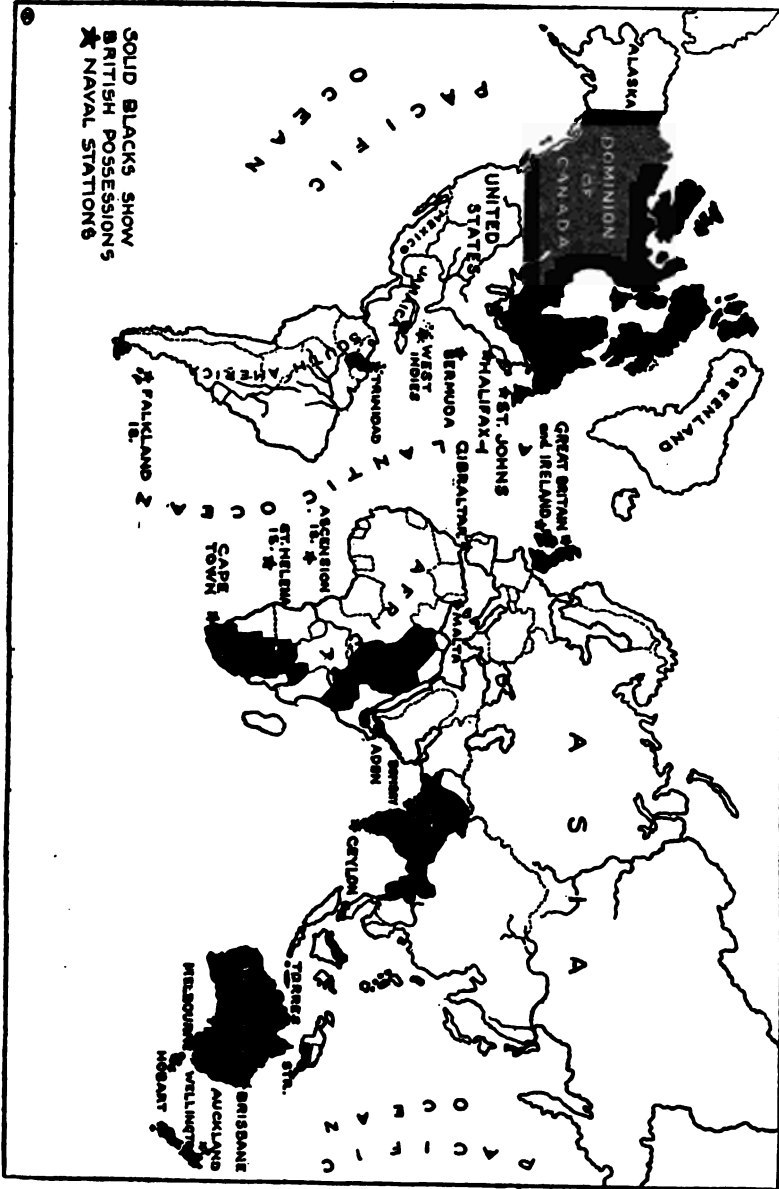 SOLID BLACKS SHOW
BRITISH POSSESSIONS
★ NAVAL STATIONS
PACIFIC
OCEAN
ALASKA
DOMINION
OF
CANADA
UNITED
STATES
MEXICO
JAMAICA
WEST
INDIES
BERMUDA
HALIFAX
ST. JOHNS
TRINIDAD
SOUTH
AMERICA
FALKLAND
IS.
GREENLAND
GREAT BRITAIN
and IRELAND
GIBRALTAR
MALTA
ASCENSION
IS.
ST. HELENA
IS.
CAPE
TOWN
ADEN
BOMBAY
CEYLON
ASIA
TORRES
STR.
MELBOURNE
HOBART
WELLINGTON
AUCKLAND
BRISBANE
PACIFIC
OCEAN